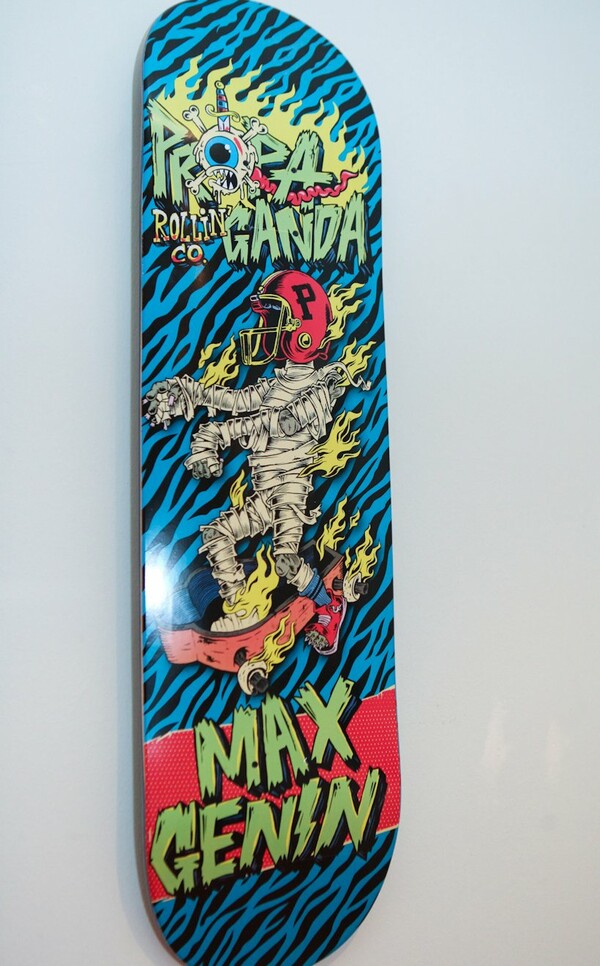 PROPA
GANDA
ROLLIN
CO.
P
MAX
GENIN